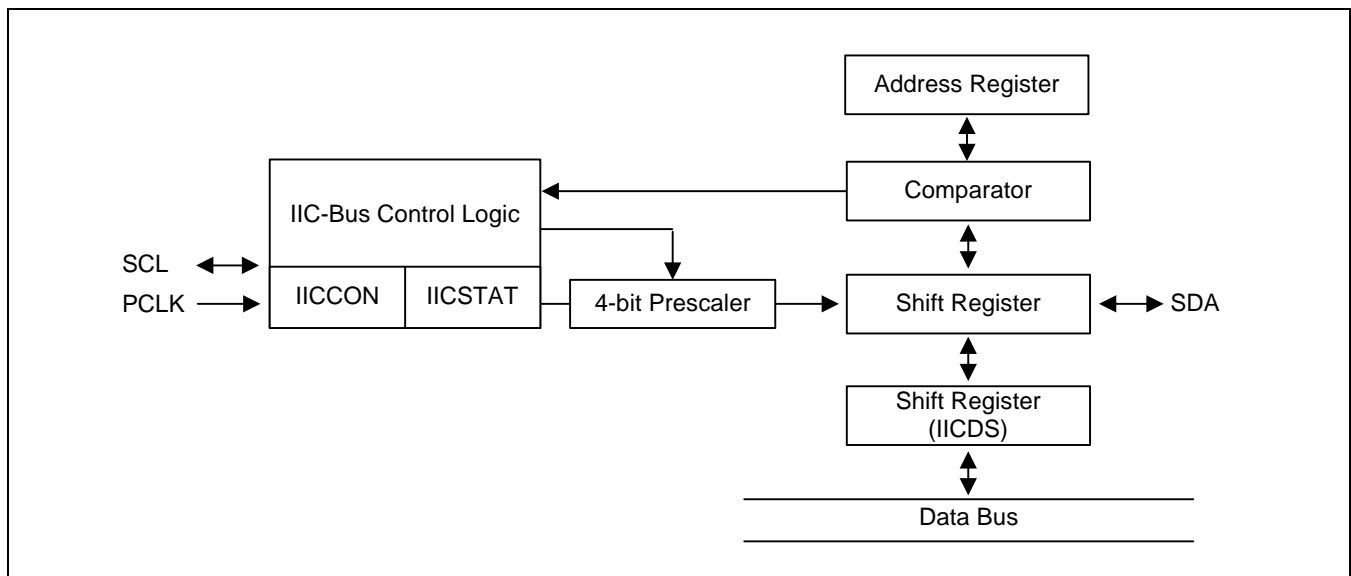 Address Register
Comparator
IIC-Bus Control Logic
SCL
PCLK
IICCON
IICSTAT
4-bit Prescaler
Shift Register
SDA
Shift Register
(IICDS)
Data Bus